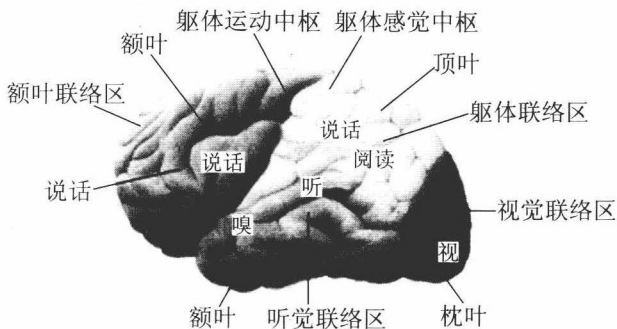 躯体运动中枢 躯体感觉中枢
额叶
顶叶
额叶联络区
躯体联络区
说话
阅读
说话
说话
听
视觉联络区
嗅
视
额叶
听觉联络区
枕叶